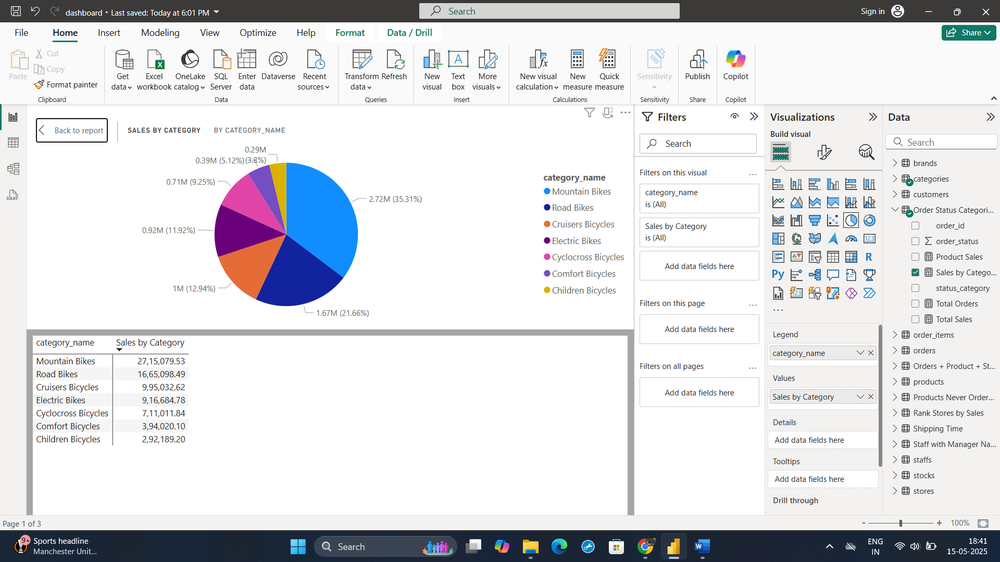 dashboard • Last saved: Today at 6:01 PM
Search
Sign in
File Home Insert Modeling View Optimize Help Format Data / Drill
Share
Paste
Cut
Copy
Format painter
Clipboard
Get data
Excel workbook
OneLake catalog
SQL Server
Enter data
Dataverse
Recent sources
Data
Transform data
Refresh
Queries
New visual
Text box
More visuals
Insert
New visual calculation
New measure
Quick measure
Calculations
Sensitivity
Sensitivity
Publish
Share
Copilot
Copilot
Back to report
SALES BY CATEGORY BY CATEGORY_NAME
0.29M
(3.8%)
0.39M (5.12%)
0.71M (9.25%)
0.92M (11.92%)
1M (12.94%)
1.67M (21.66%)
2.72M (35.31%)
category_name
Mountain Bikes
Road Bikes
Cruisers Bicycles
Electric Bikes
Cyclocross Bicycles
Comfort Bicycles
Children Bicycles
category_name Sales by Category
Mountain Bikes 27,15,079.53
Road Bikes 16,65,098.49
Cruisers Bicycles 9,95,032.62
Electric Bikes 9,16,684.78
Cyclocross Bicycles 7,11,011.84
Comfort Bicycles 3,94,020.10
Children Bicycles 2,92,189.20
Filters
Search
Filters on this visual ...
category_name
is (All)
Sales by Category
is (All)
Add data fields here
Filters on this page ...
Add data fields here
Filters on all pages ...
Add data fields here
Visualizations
Build visual
123
R
Py
123
...
Legend
category_name
Values
Sales by Category
Details
Add data fields here
Tooltips
Add data fields here
Drill through
Data
Search
brands
categories
customers
Order Status Categori...
order_id
order_status
Product Sales
Sales by Catego...
status_category
Total Orders
Total Sales
order_items
orders
Orders + Product + St...
products
Products Never Order...
Rank Stores by Sales
Shipping Time
Staff with Manager Na...
staffs
stocks
stores
Page 1 of 3
- + 100%
9+
Sports headline
Manchester Unit...
Search
ENG
IN
18:41
15-05-2025